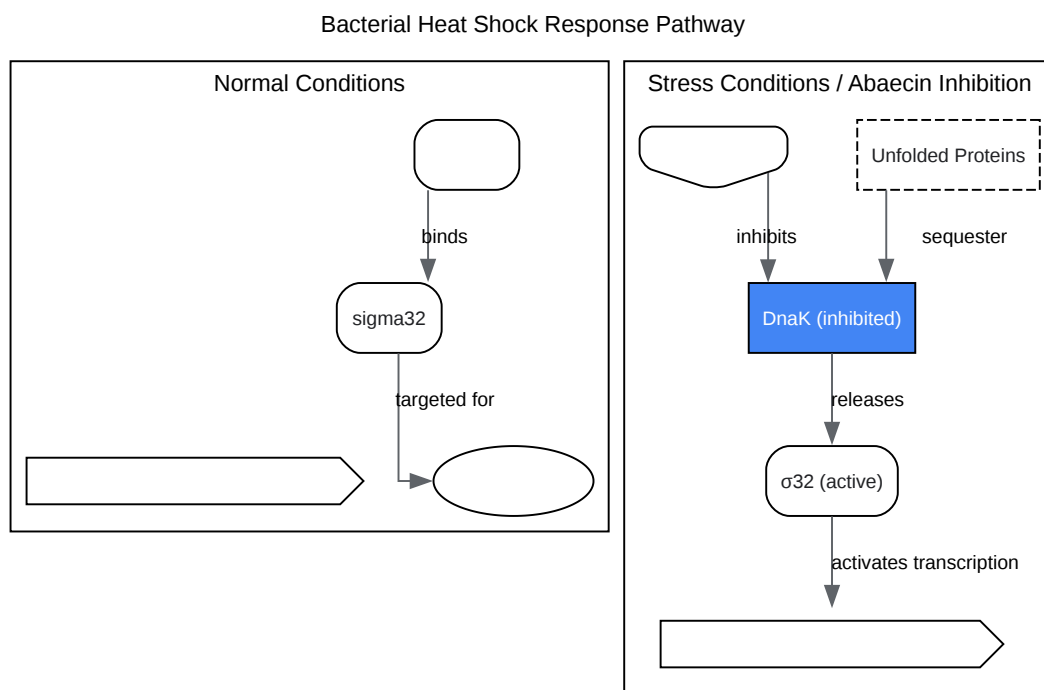 Bacterial Heat Shock Response Pathway
Normal Conditions
binds
sigma32
targeted for
Stress Conditions / Abaecin Inhibition
Unfolded Proteins
inhibits
sequester
DnaK (inhibited)
releases
σ32 (active)
activates transcription